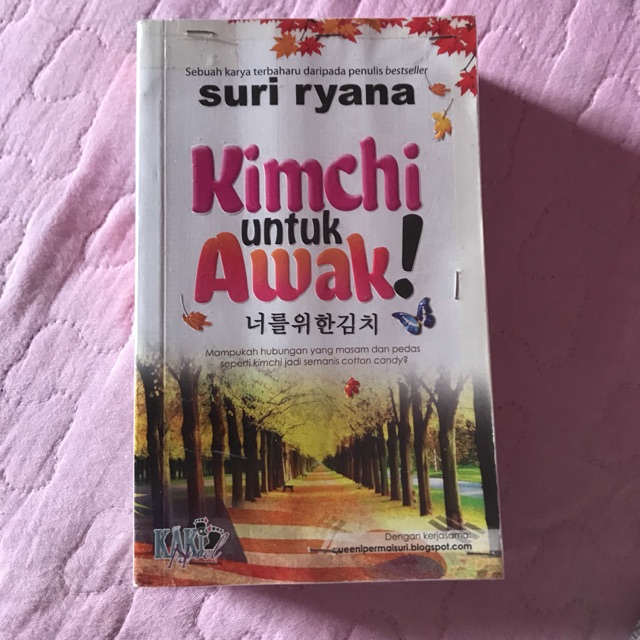 Sebuah karya terbaharu daripada penulis bestseller
suri ryana
Kimchi
untuk
Awak!
너를위한김치
Mampukah hubungan yang masam dan pedas
seperti kimchi jadi semanis cotton candy?
KAKI
Dengan kerjasama:
ueenlpermaisuri.blogspot.com